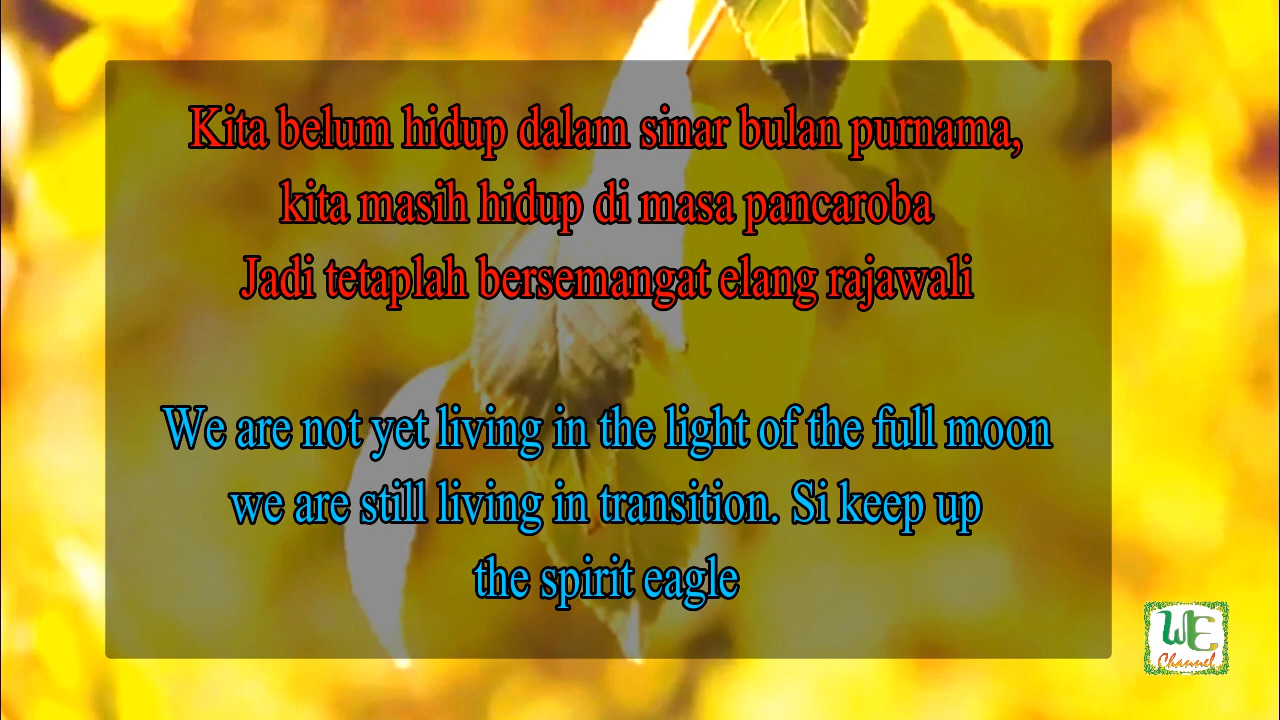 Kita belum hidup dalam sinar bulan purnama,
kita masih hidup di masa pancaroba
Jadi tetaplah bersemangat elang rajawali
We are not yet living in the light of the full moon
we are still living in transition. Si keep up
the spirit eagle
WE
Channel